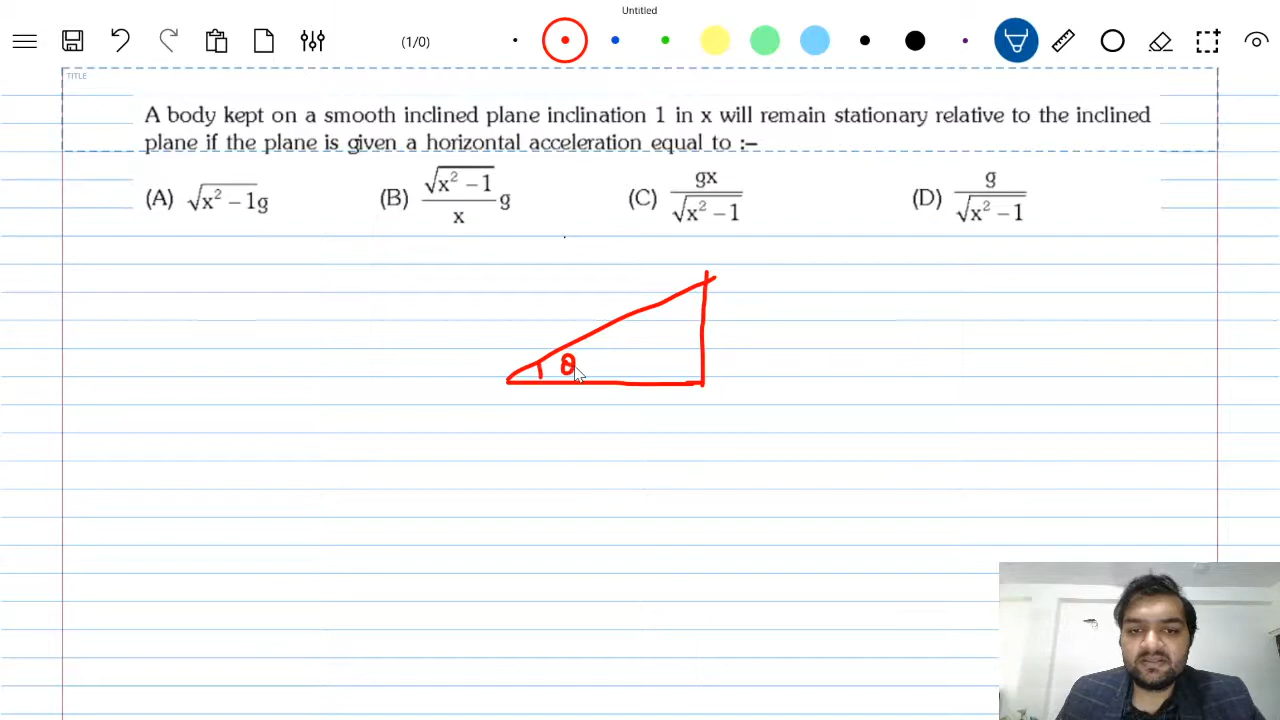 Untitled
(1/0)
TITLE
A body kept on a smooth inclined plane inclination 1 in x will remain stationary relative to the inclined
plane if the plane is given a horizontal acceleration equal to :–
(A) √(x² – 1)g (B) √(x² – 1)/x g (C) gx/√(x² – 1) (D) g/√(x² – 1)
θ